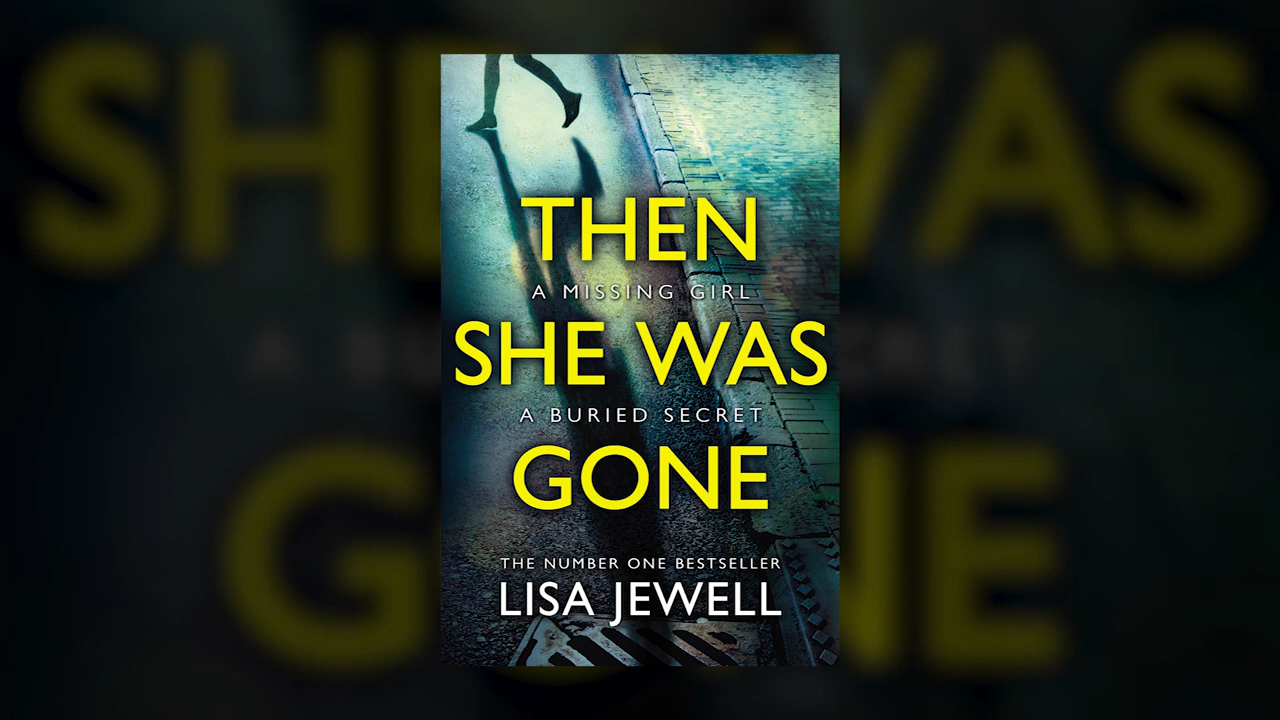 THEN
A MISSING GIRL
SHE WAS
A BURIED SECRET
GONE
THE NUMBER ONE BESTSELLER
LISA JEWELL